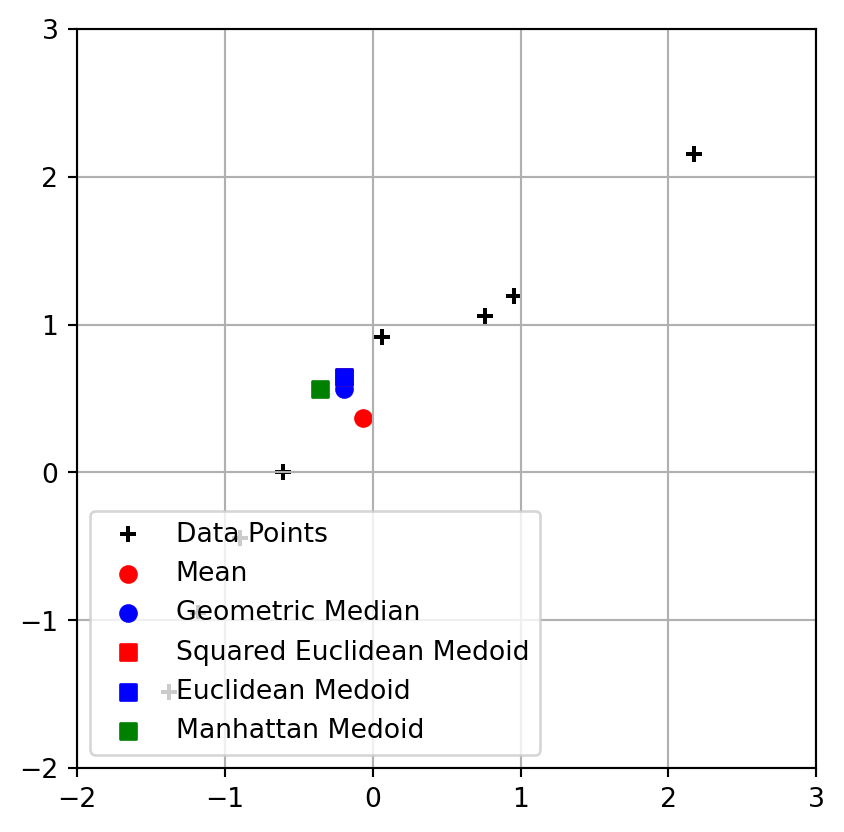 3
2
1
0
−1
−2
Data Points
Mean
Geometric Median
Squared Euclidean Medoid
Euclidean Medoid
Manhattan Medoid
−2 −1 0 1 2 3